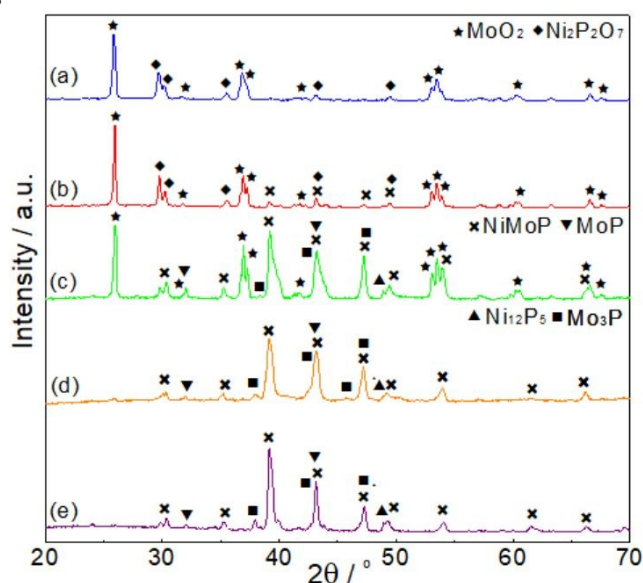 ★MoO₂ ◆Ni₂P₂O₇
(a)
(b)
✖NiMoP ▼MoP
(c)
▲Ni₁₂P₅ ■Mo₃P
(d)
(e)
Intensity / a.u.
20 30 40 50 60 70
2θ / °